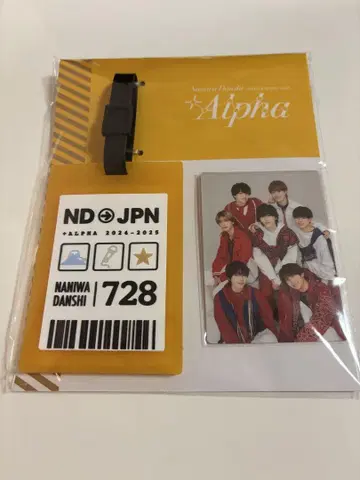 Naniwa Danshi
+Alpha
ND→JPN
+ALPHA 2024-2025
NANIWA
DANSHI
728